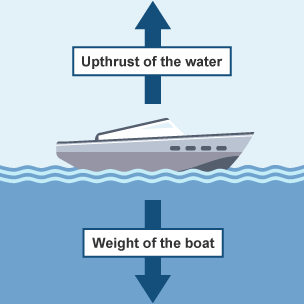 Upthrust of the water
Weight of the boat